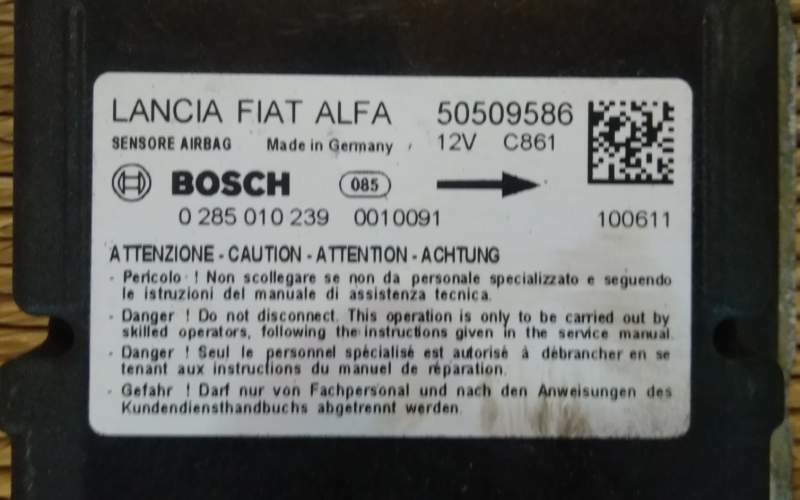 LANCIA FIAT ALFA 50509586
SENSORE AIRBAG Made in Germany 12V C861
BOSCH 085
0 285 010 239 0010091 100611
ATTENZIONE - CAUTION - ATTENTION - ACHTUNG
- Pericolo ! Non scollegare se non da personale specializzato e seguendo
le istruzioni del manuale di assistenza tecnica.
- Danger ! Do not disconnect. This operation is only to be carried out by
skilled operators, following the instructions given in the service manual.
- Danger ! Seul le personnel spécialisé est autorisé à débrancher en se
tenant aux instructions du manuel de réparation.
- Gefahr ! Darf nur von Fachpersonal und nach den Anweisungen des
Kundendiensthandbuchs abgetrennt werden.